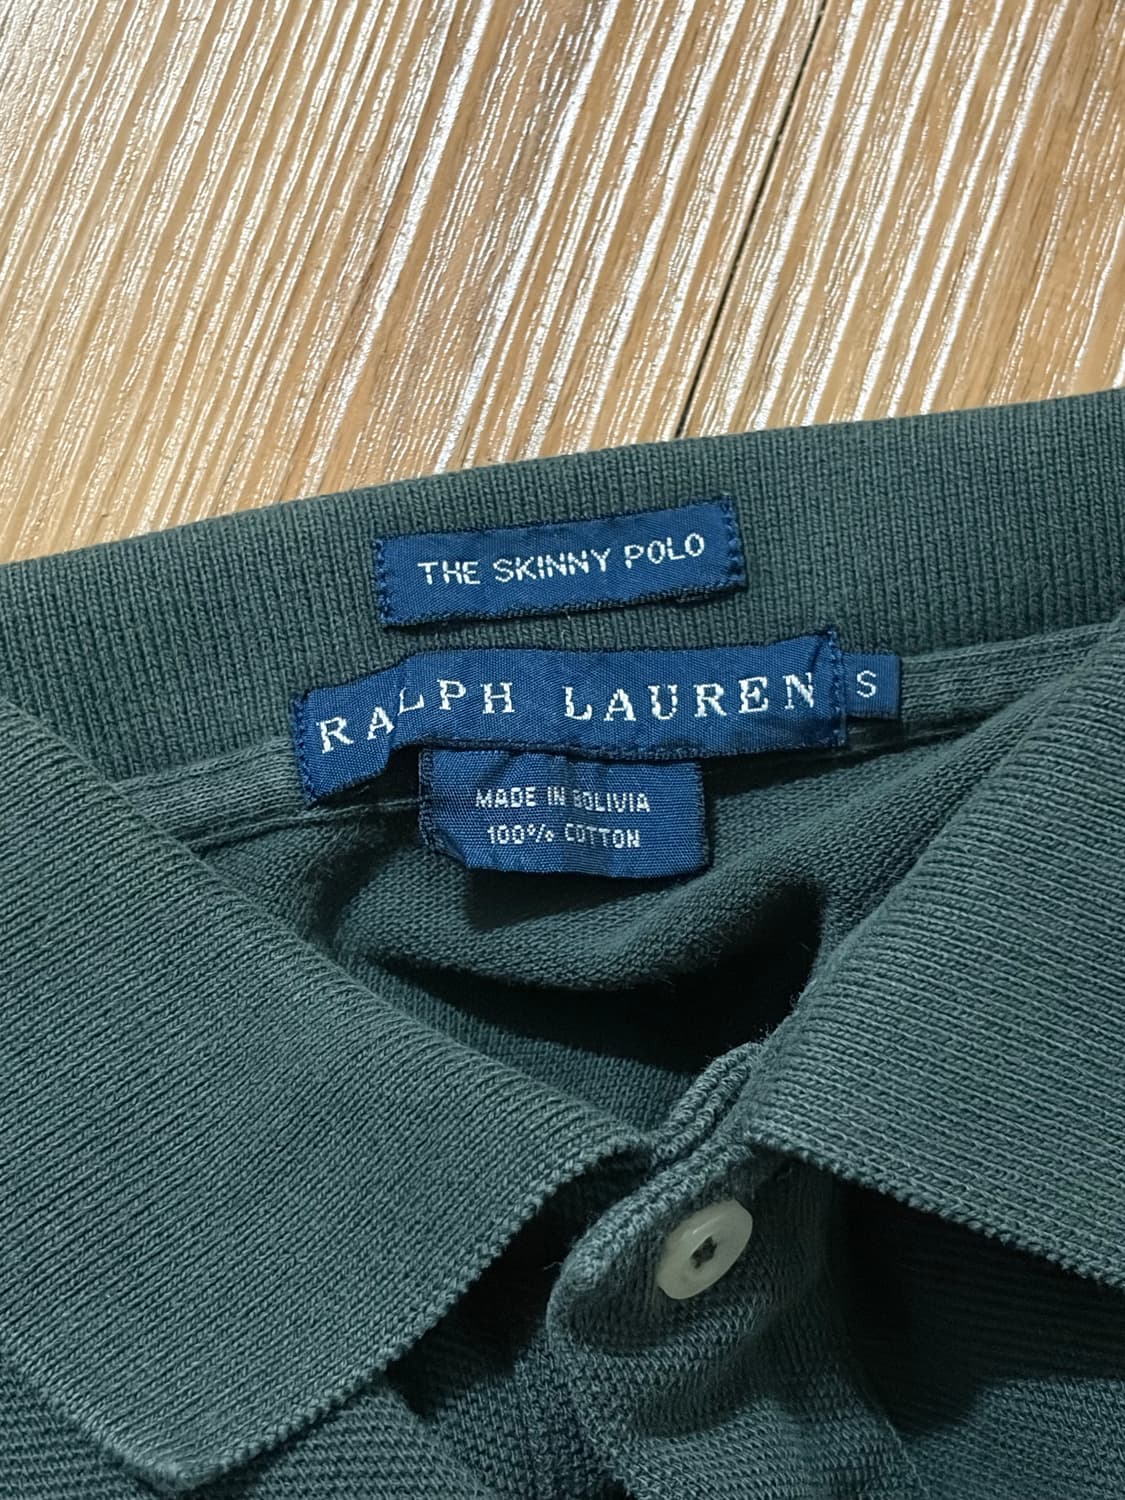 THE SKINNY POLO
RALPH LAUREN
S
MADE IN BOLIVIA
100% COTTON